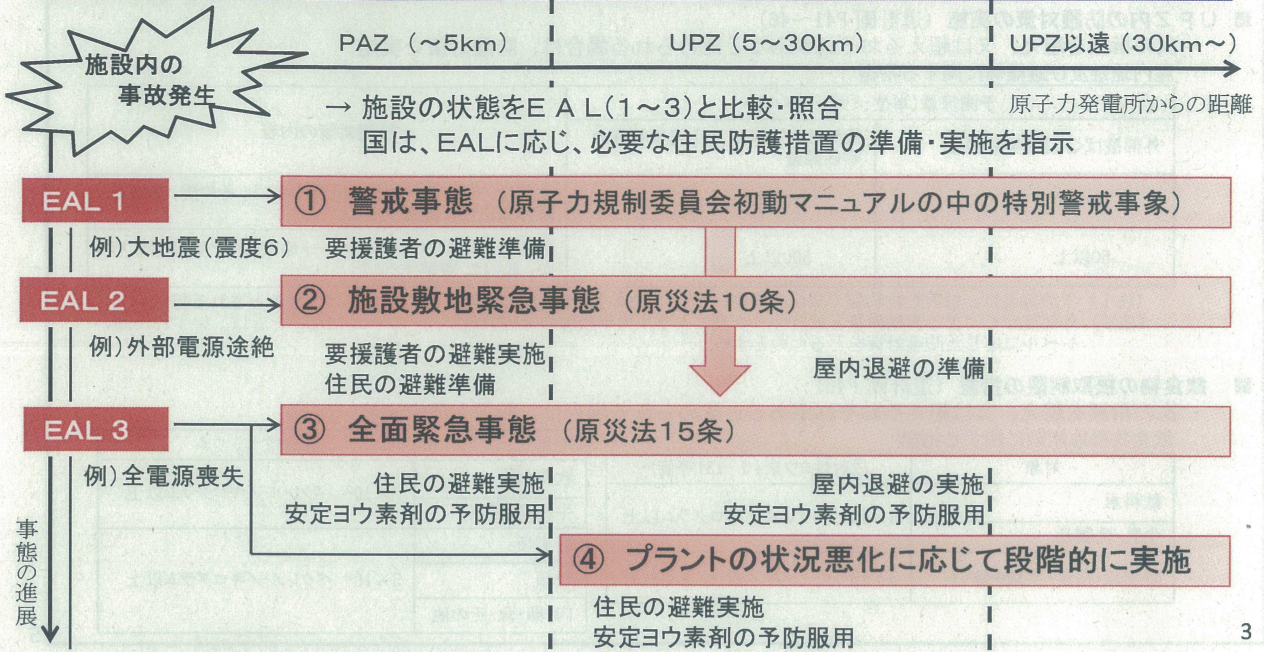 施設内の
事故発生
PAZ（～5km）
UPZ（5～30km）
UPZ以遠（30km～）
→ 施設の状態をＥＡＬ(1～3)と比較・照合
国は、EALに応じ、必要な住民防護措置の準備・実施を指示
原子力発電所からの距離
EAL 1
① 警戒事態（原子力規制委員会初動マニュアルの中の特別警戒事象）
例）大地震(震度6)
要援護者の避難準備
EAL 2
② 施設敷地緊急事態（原災法10条）
例）外部電源途絶
要援護者の避難実施
住民の避難準備
屋内退避の準備
EAL 3
③ 全面緊急事態（原災法15条）
例）全電源喪失
住民の避難実施
安定ヨウ素剤の予防服用
屋内退避の実施
安定ヨウ素剤の予防服用
④ プラントの状況悪化に応じて段階的に実施
住民の避難実施
安定ヨウ素剤の予防服用
事態の進展
3